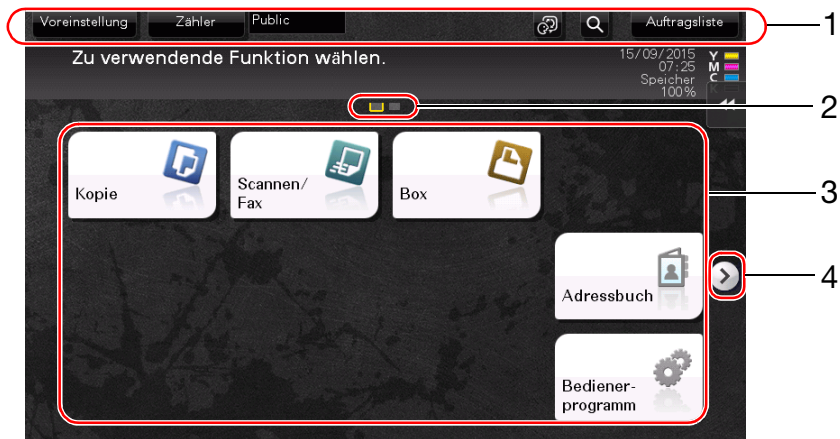 Voreinstellung Zähler Public Auftragsliste 1
Zu verwendende Funktion wählen.
15/09/2015
07:25
Speicher
100%
Y
M
C
K
2
Kopie
Scannen/
Fax
Box
3
Adressbuch
4
Bediener-
programm